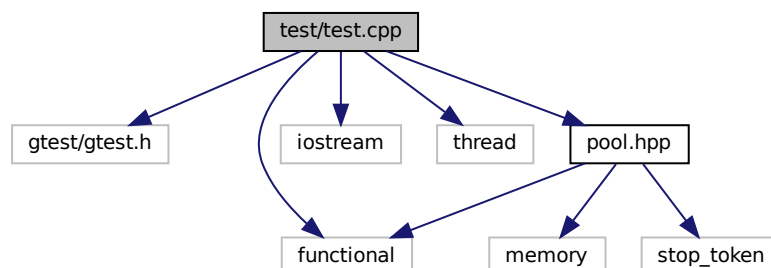 test/test.cpp
gtest/gtest.h
iostream
thread
pool.hpp
functional
memory
stop_token